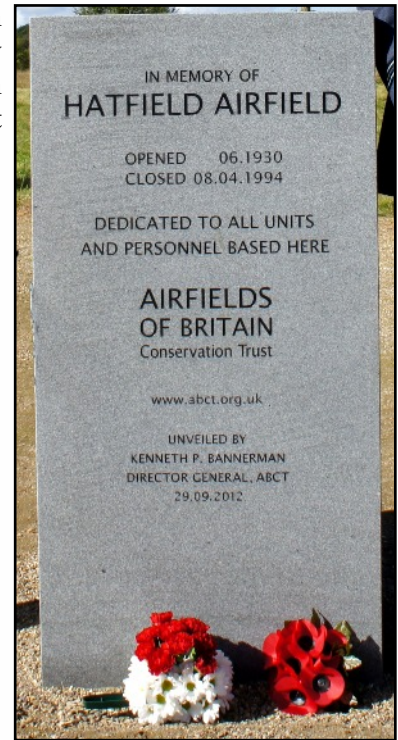 IN MEMORY OF
HATFIELD AIRFIELD
OPENED 06.1930
CLOSED 08.04.1994
DEDICATED TO ALL UNITS
AND PERSONNEL BASED HERE
AIRFIELDS
OF BRITAIN
Conservation Trust
www.abct.org.uk
UNVEILED BY
KENNETH P. BANNERMAN
DIRECTOR GENERAL, ABCT
29.09.2012